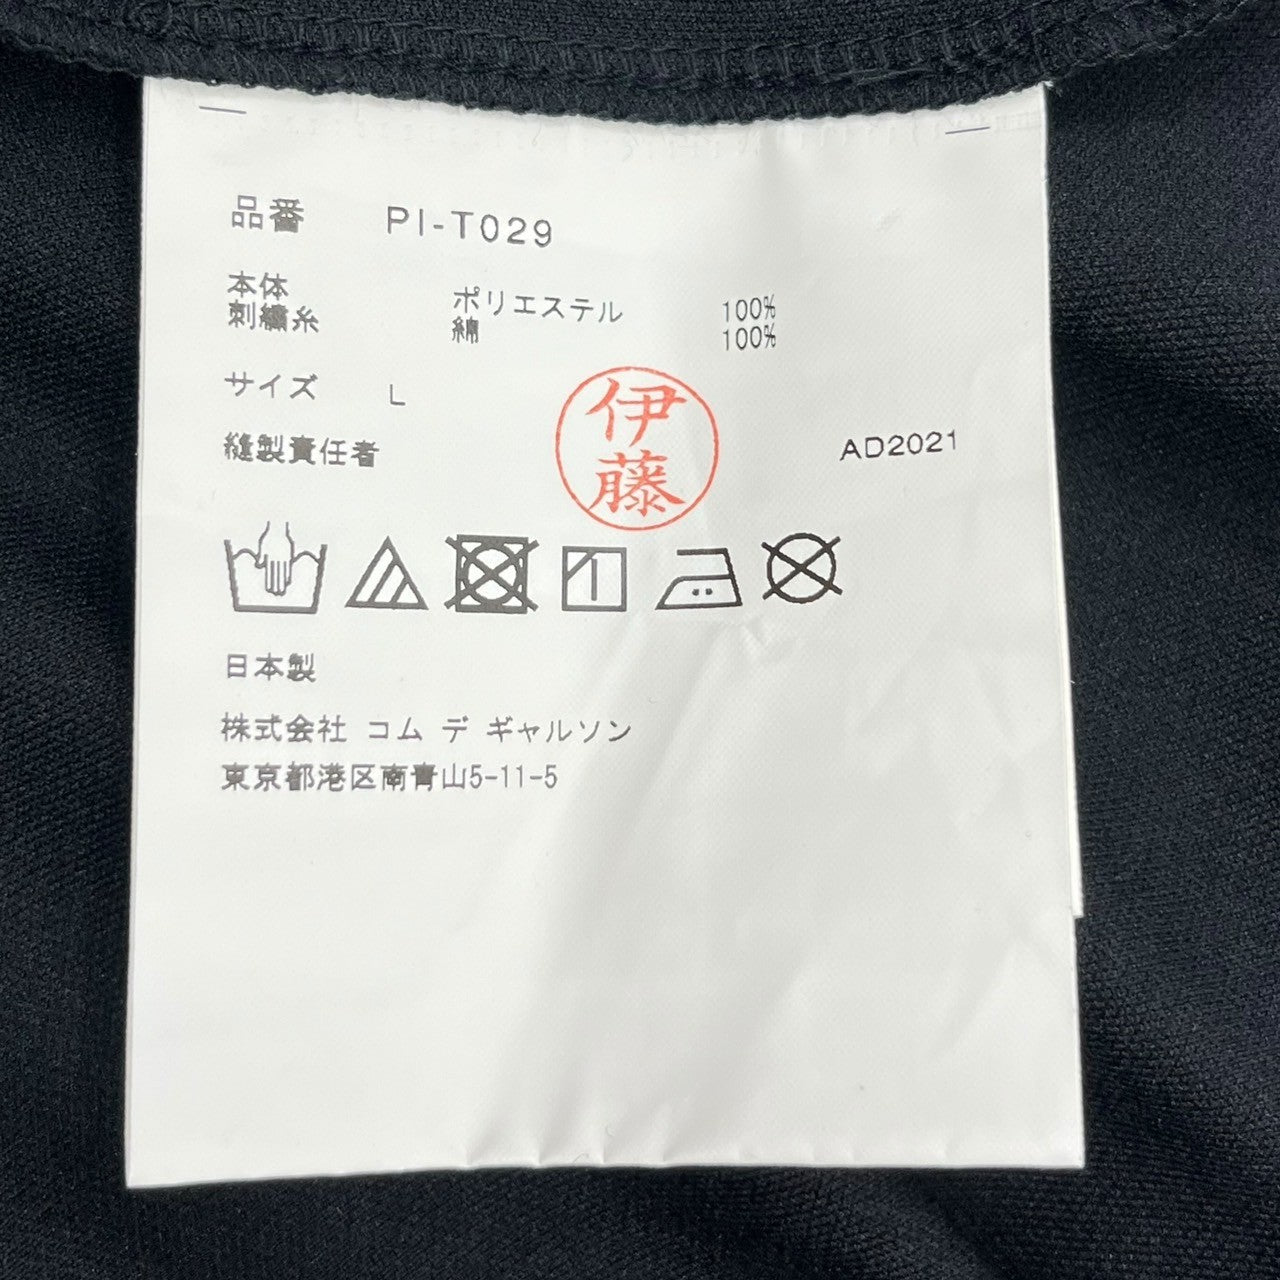 品番 PI-T029
本体 ポリエステル 100%
刺繍糸 綿 100%
サイズ L
伊藤
縫製責任者 AD2021
日本製
株式会社 コム デ ギャルソン
東京都港区南青山5-11-5